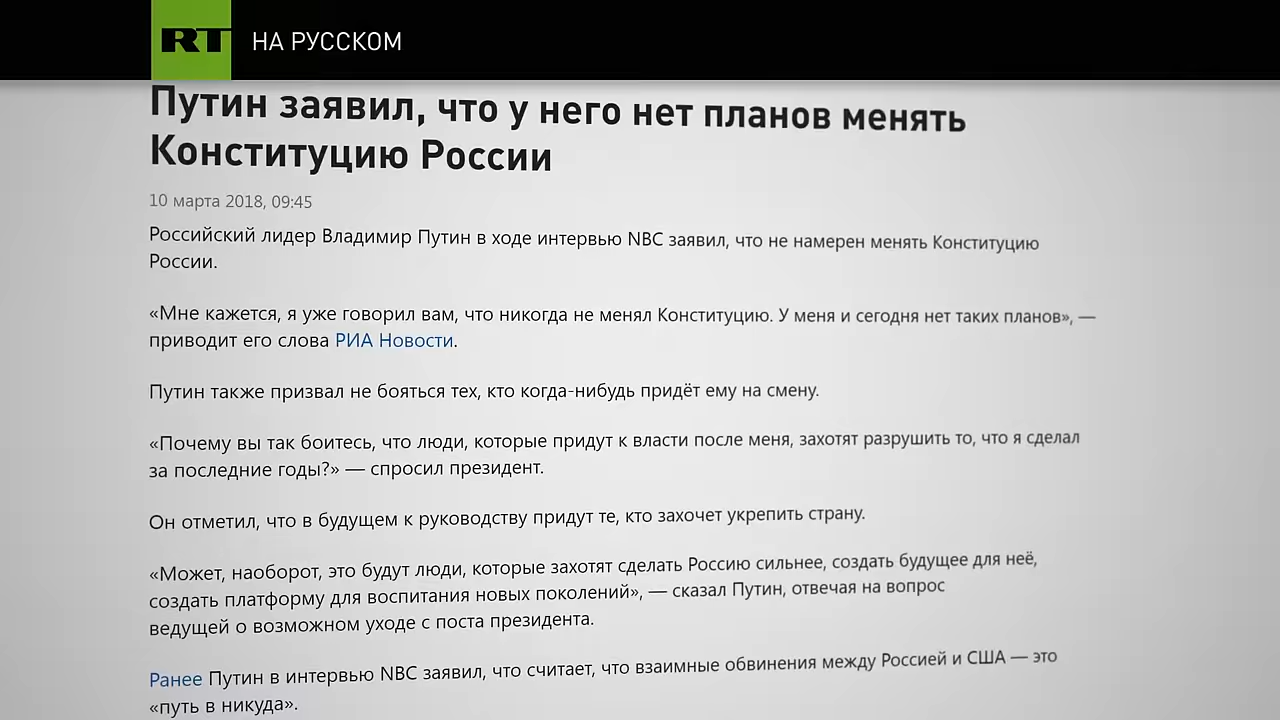 RT НА РУССКОМ
Путин заявил, что у него нет планов менять
Конституцию России
10 марта 2018, 09:45
Российский лидер Владимир Путин в ходе интервью NBC заявил, что не намерен менять Конституцию
России.
«Мне кажется, я уже говорил вам, что никогда не менял Конституцию. У меня и сегодня нет таких планов», —
приводит его слова РИА Новости.
Путин также призвал не бояться тех, кто когда-нибудь придёт ему на смену.
«Почему вы так боитесь, что люди, которые придут к власти после меня, захотят разрушить то, что я сделал
за последние годы?» — спросил президент.
Он отметил, что в будущем к руководству придут те, кто захочет укрепить страну.
«Может, наоборот, это будут люди, которые захотят сделать Россию сильнее, создать будущее для неё,
создать платформу для воспитания новых поколений», — сказал Путин, отвечая на вопрос
ведущей о возможном уходе с поста президента.
Ранее Путин в интервью NBC заявил, что считает, что взаимные обвинения между Россией и США — это
«путь в никуда».